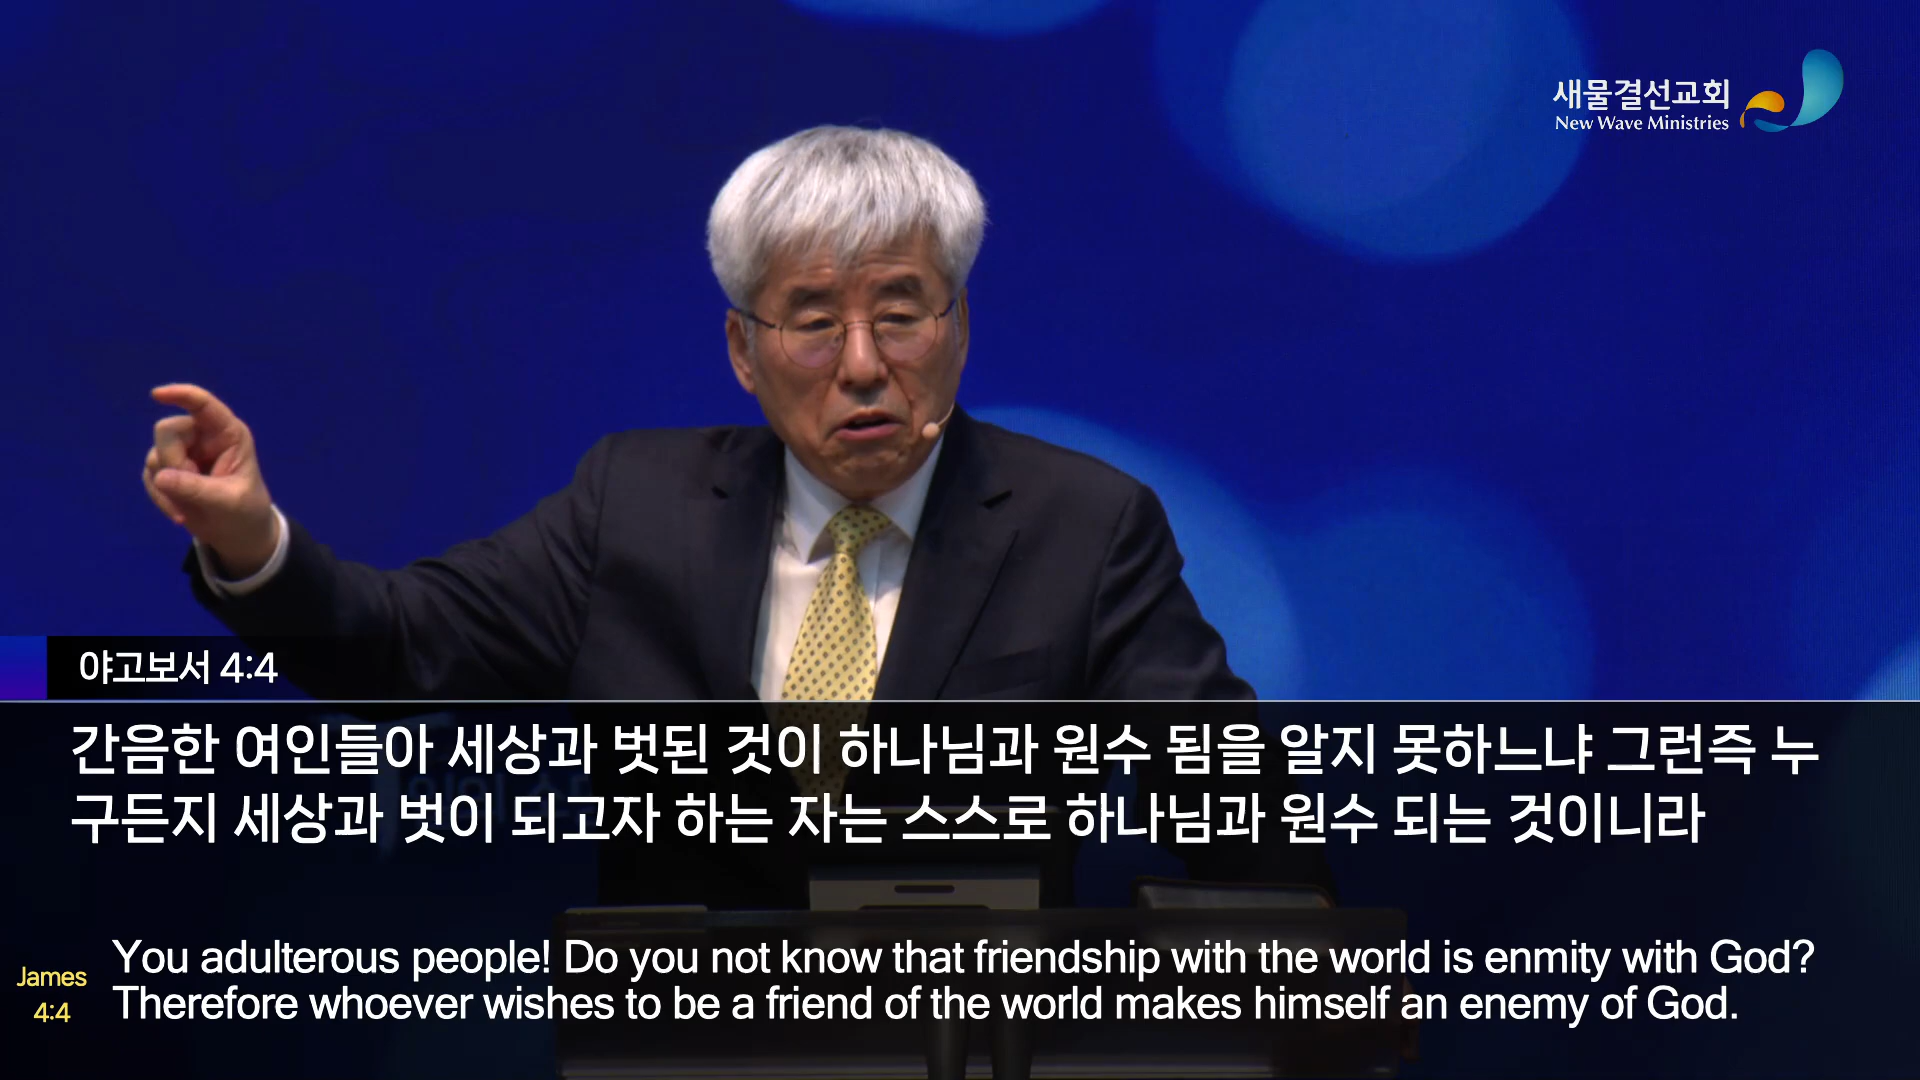 새물결선교회
New Wave Ministries
야고보서 4:4
간음한 여인들아 세상과 벗된 것이 하나님과 원수 됨을 알지 못하느냐 그런즉 누
구든지 세상과 벗이 되고자 하는 자는 스스로 하나님과 원수 되는 것이니라
James
4:4
You adulterous people! Do you not know that friendship with the world is enmity with God?
Therefore whoever wishes to be a friend of the world makes himself an enemy of God.